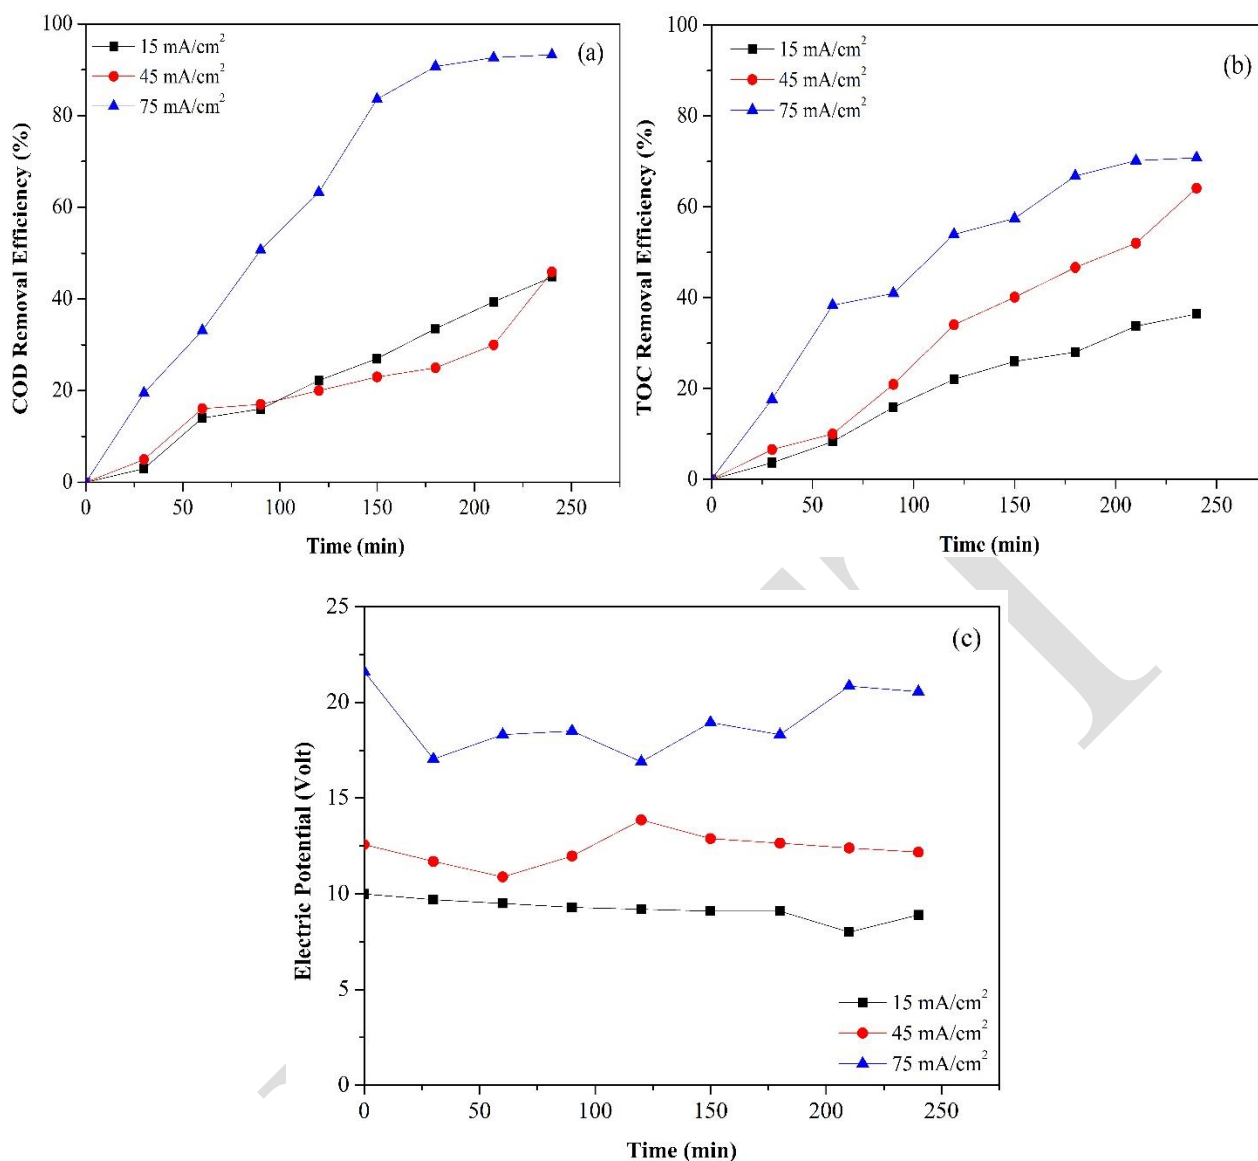 100
80
60
40
20
0
COD Removal Efficiency (%)
15 mA/cm²
45 mA/cm²
75 mA/cm²
(a)
0 50 100 150 200 250
Time (min)
100
80
60
40
20
0
TOC Removal Efficiency (%)
15 mA/cm²
45 mA/cm²
75 mA/cm²
(b)
0 50 100 150 200 250
Time (min)
25
20
15
10
5
0
Electric Potential (Volt)
(c)
15 mA/cm²
45 mA/cm²
75 mA/cm²
0 50 100 150 200 250
Time (min)